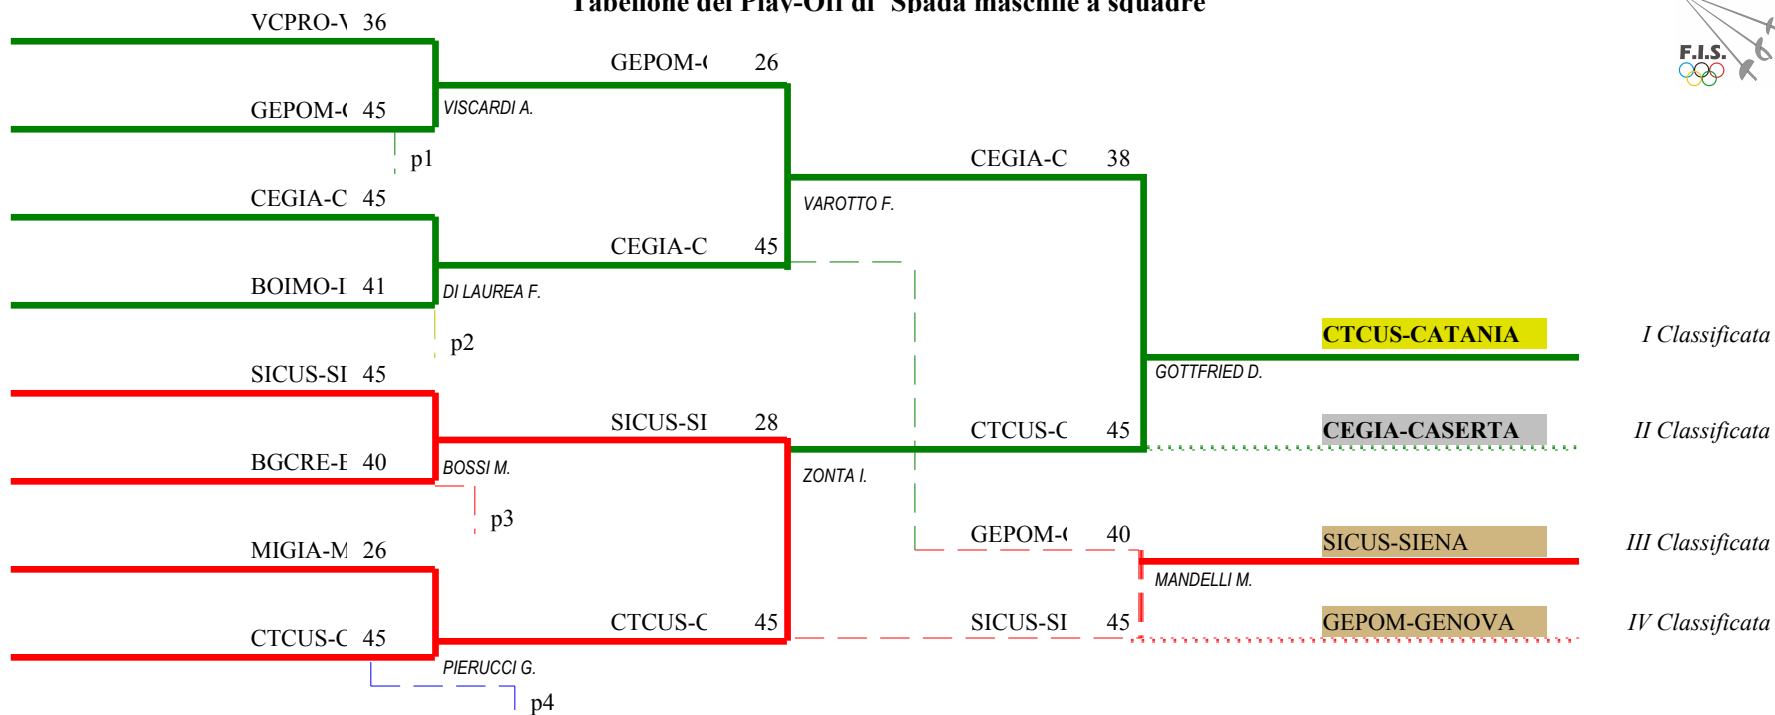 Tabellone dei Play-Off di Spada maschile a squadre
F.I.S.
VCPRO-V 36
GEPOM-C 45
VISCARDI A.
p1
CEGIA-C 45
BOIMO-I 41
DI LAUREA F.
p2
SICUS-SI 45
BGCRE-E 40
BOSSI M.
p3
MIGIA-M 26
CTCUS-C 45
PIERUCCI G.
p4
GEPOM-C 26
CEGIA-C 45
VAROTTO F.
SICUS-SI 28
CTCUS-C 45
ZONTA I.
CEGIA-C 38
CTCUS-C 45
GOTTFRIED D.
GEPOM-C 40
SICUS-SI 45
MANDELLI M.
CTCUS-CATANIA I Classificata
CEGIA-CASERTA II Classificata
SICUS-SIENA III Classificata
GEPOM-GENOVA IV Classificata